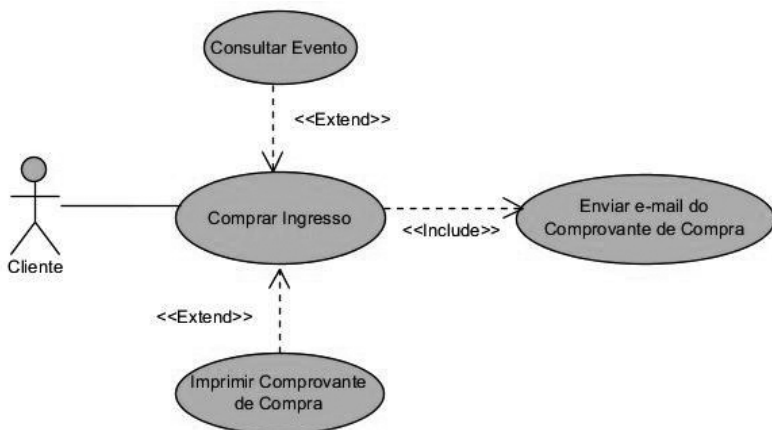 Consultar Evento
<<Extend>>
Comprar Ingresso
<<Include>>
Enviar e-mail do
Comprovante de Compra
Cliente
<<Extend>>
Imprimir Comprovante
de Compra